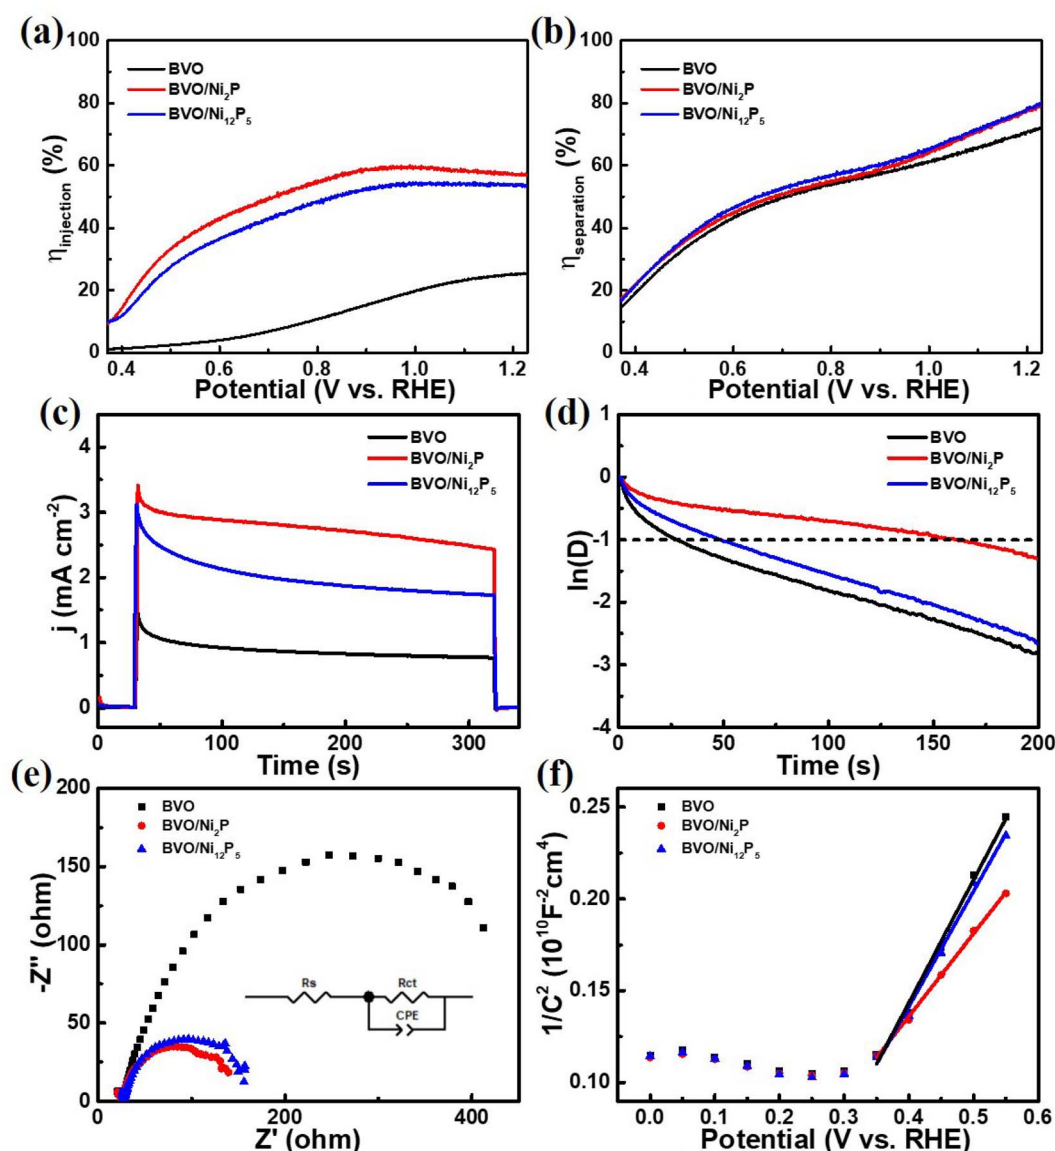 (a)
100
80
60
40
20
0
η_injection (%)
BVO
BVO/Ni₂P
BVO/Ni₁₂P₅
0.4 0.6 0.8 1.0 1.2
Potential (V vs. RHE)
(b)
100
80
60
40
20
0
η_separation (%)
BVO
BVO/Ni₂P
BVO/Ni₁₂P₅
0.4 0.6 0.8 1.0 1.2
Potential (V vs. RHE)
(c)
4
3
2
1
0
j (mA cm⁻²)
BVO
BVO/Ni₂P
BVO/Ni₁₂P₅
0 100 200 300
Time (s)
(d)
1
0
-1
-2
-3
-4
ln(D)
BVO
BVO/Ni₂P
BVO/Ni₁₂P₅
0 50 100 150 200
Time (s)
(e)
200
150
100
50
0
-Z'' (ohm)
BVO
BVO/Ni₂P
BVO/Ni₁₂P₅
Rs Rct
CPE
0 200 400
Z' (ohm)
(f)
0.25
0.20
0.15
0.10
1/C² (10¹⁰F⁻²cm⁴)
BVO
BVO/Ni₂P
BVO/Ni₁₂P₅
0.0 0.1 0.2 0.3 0.4 0.5 0.6
Potential (V vs. RHE)